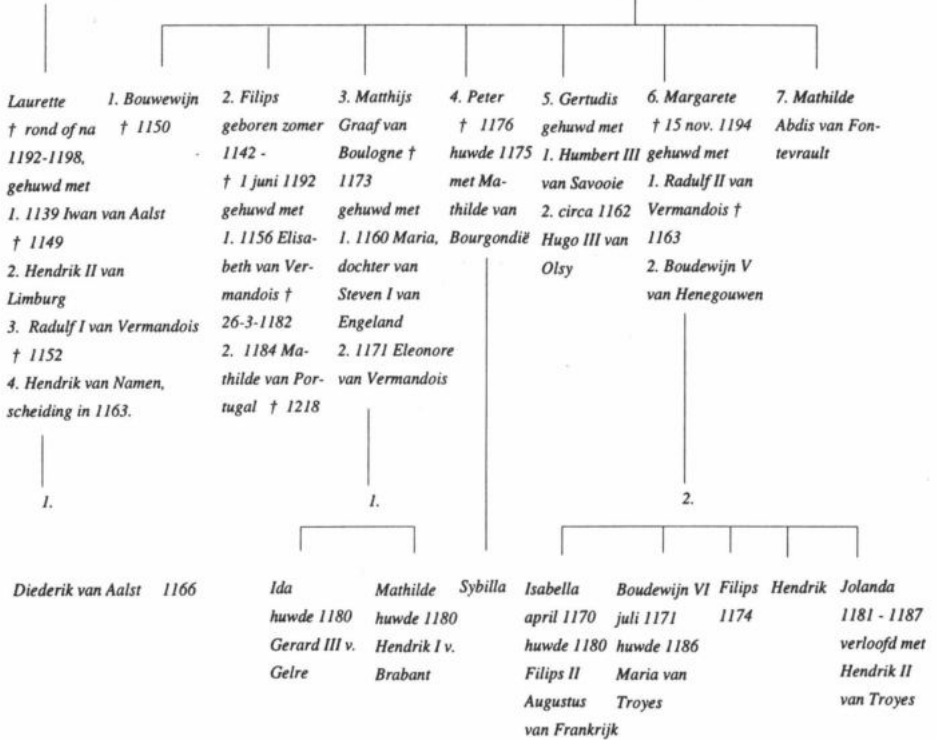 Laurette
† rond of na
1192-1198,
gehuwd met
1. 1139 Iwan van Aalst
† 1149
2. Hendrik II van
Limburg
3. Radulf I van Vermandois
† 1152
4. Hendrik van Namen,
scheiding in 1163.
1. Bouwewijn
† 1150
2. Filips
geboren zomer
1142 -
† 1 juni 1192
gehuwd met
1. 1156 Elisa-
beth van Ver-
mandois †
26-3-1182
2. 1184 Ma-
thilde van Por-
tugal † 1218
3. Matthijs
Graaf van
Boulogne †
1173
gehuwd met
1. 1160 Maria,
dochter van
Steven I van
Engeland
2. 1171 Eleonore
van Vermandois
4. Peter
† 1176
huwde 1175
met Ma-
thilde van
Bourgondië
5. Gertudis
gehuwd met
1. Humbert III
van Savooie
2. circa 1162
Hugo III van
Olsy
6. Margarete
† 15 nov. 1194
gehuwd met
1. Radulf II van
Vermandois †
1163
2. Boudewijn V
van Henegouwen
7. Mathilde
Abdis van Fon-
tevrault
1.
1.
2.
Diederik van Aalst 1166
Ida
huwde 1180
Gerard III v.
Gelre
Mathilde
huwde 1180
Hendrik I v.
Brabant
Sybilla
Isabella
april 1170
huwde 1180
Filips II
Augustus
van Frankrijk
Boudewijn VI
juli 1171
huwde 1186
Maria van
Troyes
Filips
1174
Hendrik
Jolanda
1181 - 1187
verloofd met
Hendrik II
van Troyes